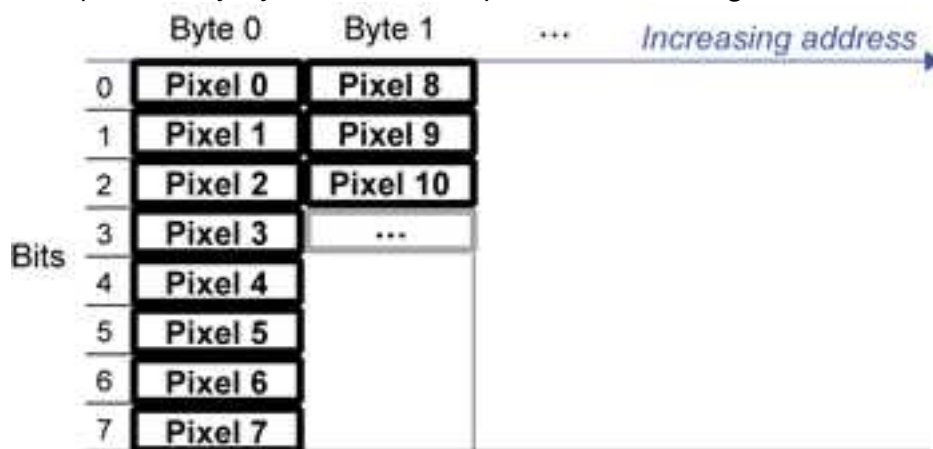 Byte 0 Byte 1 ... Increasing address
0 Pixel 0 Pixel 8
1 Pixel 1 Pixel 9
2 Pixel 2 Pixel 10
Bits 3 Pixel 3 ...
4 Pixel 4
5 Pixel 5
6 Pixel 6
7 Pixel 7